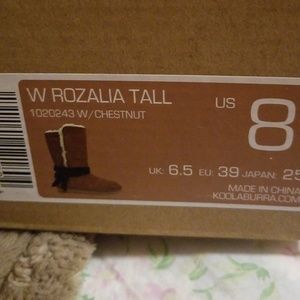 W ROZALIA TALL
1020243 W/CHESTNUT
US 8
UK: 6.5 EU: 39 JAPAN: 25
MADE IN CHINA
KOOLABURRA.COM